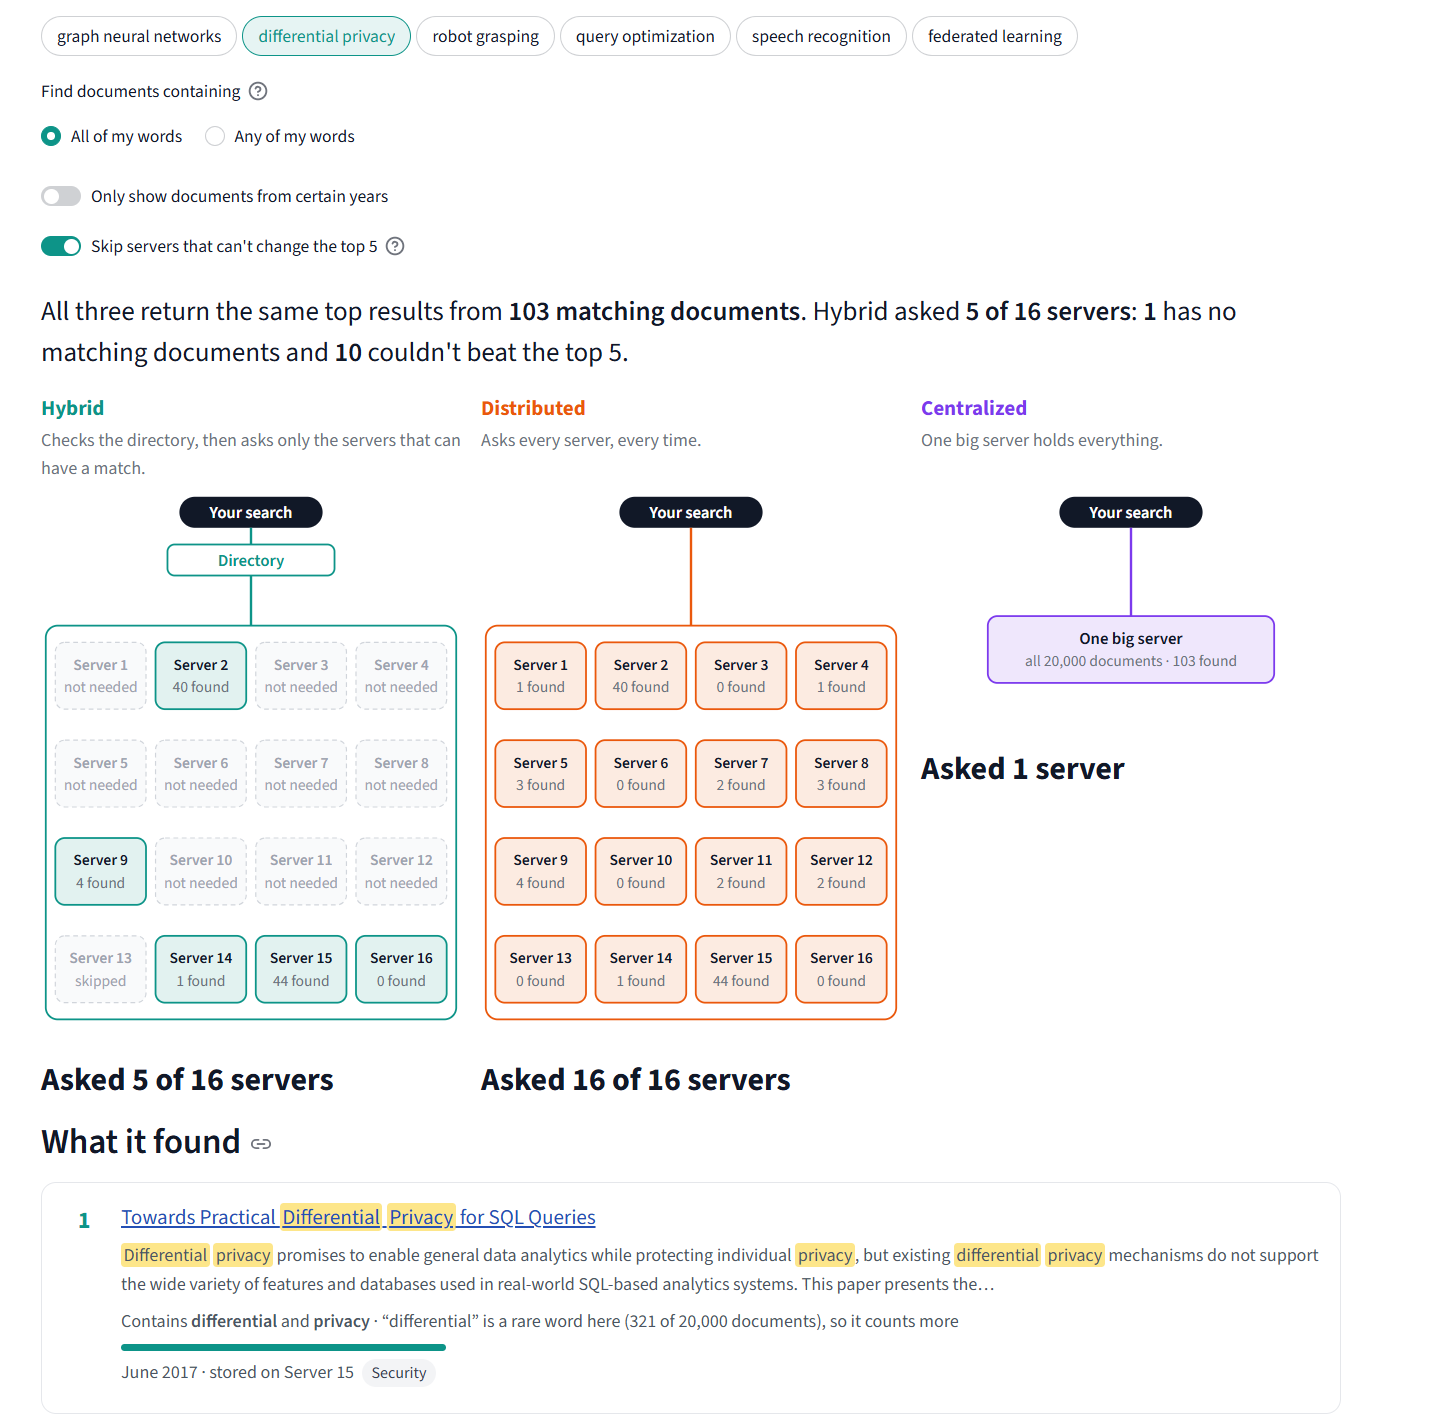 graph neural networks
differential privacy
robot grasping
query optimization
speech recognition
federated learning
Find documents containing
All of my words
Any of my words
Only show documents from certain years
Skip servers that can't change the top 5
All three return the same top results from 103 matching documents. Hybrid asked 5 of 16 servers: 1 has no
matching documents and 10 couldn't beat the top 5.
Hybrid
Checks the directory, then asks only the servers that can
have a match.
Your search
Directory
Server 1
not needed
Server 2
40 found
Server 3
not needed
Server 4
not needed
Server 5
not needed
Server 6
not needed
Server 7
not needed
Server 8
not needed
Server 9
4 found
Server 10
not needed
Server 11
not needed
Server 12
not needed
Server 13
skipped
Server 14
1 found
Server 15
44 found
Server 16
0 found
Asked 5 of 16 servers
Distributed
Asks every server, every time.
Your search
Server 1
1 found
Server 2
40 found
Server 3
0 found
Server 4
1 found
Server 5
3 found
Server 6
0 found
Server 7
2 found
Server 8
3 found
Server 9
4 found
Server 10
0 found
Server 11
2 found
Server 12
2 found
Server 13
0 found
Server 14
1 found
Server 15
44 found
Server 16
0 found
Asked 16 of 16 servers
Centralized
One big server holds everything.
Your search
One big server
all 20,000 documents · 103 found
Asked 1 server
What it found
1
Towards Practical Differential Privacy for SQL Queries
Differential privacy promises to enable general data analytics while protecting individual privacy, but existing differential privacy mechanisms do not support
the wide variety of features and databases used in real-world SQL-based analytics systems. This paper presents the…
Contains differential and privacy · “differential” is a rare word here (321 of 20,000 documents), so it counts more
June 2017 · stored on Server 15
Security